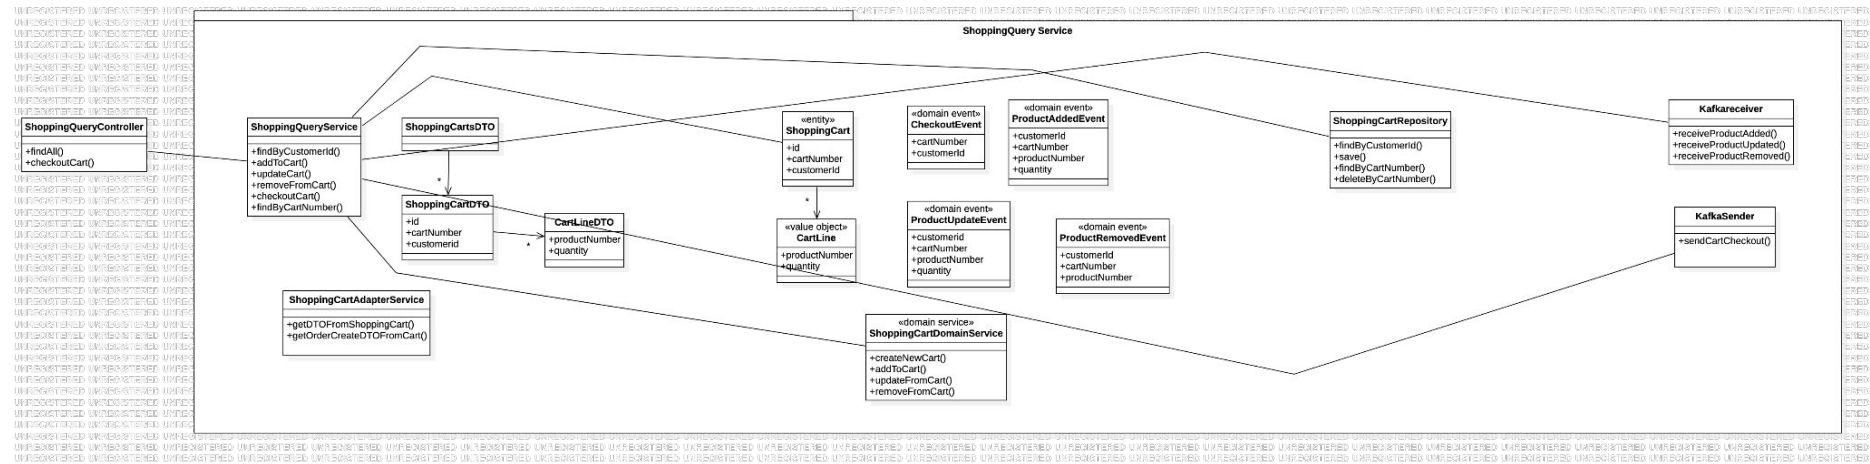 ShoppingQuery Service
ShoppingQueryController
+findAll()
+checkoutCart()
ShoppingQueryService
+findByCustomerId()
+addToCart()
+updateCart()
+removeFromCart()
+checkoutCart()
+findByCartNumber()
ShoppingCartsDTO
*
ShoppingCartDTO
+id
+cartNumber
+customerid
*
CartLineDTO
+productNumber
+quantity
ShoppingCartAdapterService
+getDTOFromShoppingCart()
+getOrderCreateDTOFromCart()
«entity»
ShoppingCart
+id
+cartNumber
+customerId
*
«value object»
CartLine
+productNumber
+quantity
«domain event»
CheckoutEvent
+cartNumber
+customerId
«domain event»
ProductAddedEvent
+customerId
+cartNumber
+productNumber
+quantity
«domain event»
ProductUpdateEvent
+customerid
+cartNumber
+productNumber
+quantity
«domain event»
ProductRemovedEvent
+customerId
+cartNumber
+productNumber
«domain service»
ShoppingCartDomainService
+createNewCart()
+addToCart()
+updateFromCart()
+removeFromCart()
ShoppingCartRepository
+findByCustomerId()
+save()
+findByCartNumber()
+deleteByCartNumber()
Kafkareceiver
+receiveProductAdded()
+receiveProductUpdated()
+receiveProductRemoved()
KafkaSender
+sendCartCheckout()
UNREGISTERED